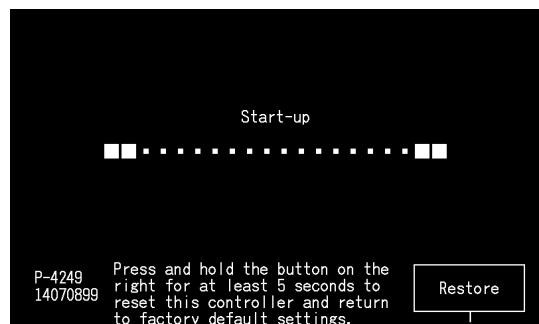 Start-up
P-4249
14070899
Press and hold the button on the
right for at least 5 seconds to
reset this controller and return
to factory default settings.
Restore